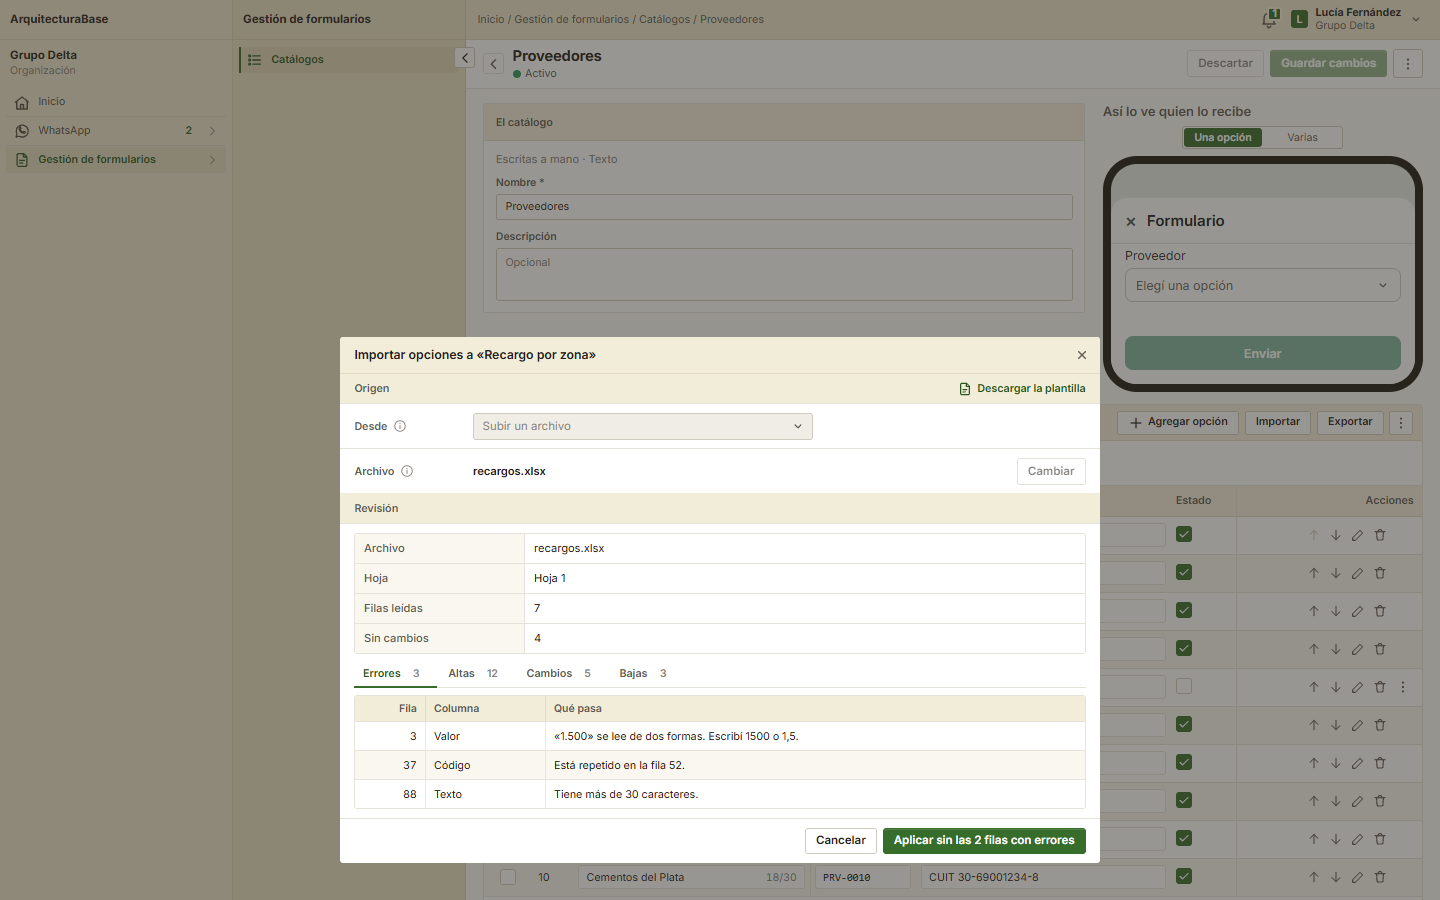 ArquitecturaBase
Gestión de formularios
Inicio / Gestión de formularios / Catálogos / Proveedores
1
L
Lucía Fernández
Grupo Delta
Grupo Delta
Organización
Inicio
WhatsApp 2
Gestión de formularios
Catálogos
Proveedores
Activo
Descartar
Guardar cambios
El catálogo
Escritas a mano · Texto
Nombre *
Proveedores
Descripción
Opcional
Así lo ve quien lo recibe
Una opción
Varias
Formulario
Proveedor
Elegí una opción
Enviar
Agregar opción
Importar
Exportar
Estado
Acciones
Importar opciones a «Recargo por zona»
Origen
Descargar la plantilla
Desde
Subir un archivo
Archivo
recargos.xlsx
Cambiar
Revisión
Archivo recargos.xlsx
Hoja Hoja 1
Filas leídas 7
Sin cambios 4
Errores 3 Altas 12 Cambios 5 Bajas 3
Fila Columna Qué pasa
3 Valor «1.500» se lee de dos formas. Escribí 1500 o 1,5.
37 Código Está repetido en la fila 52.
88 Texto Tiene más de 30 caracteres.
Cancelar
Aplicar sin las 2 filas con errores
10 Cementos del Plata 18/30 PRV-0010 CUIT 30-69001234-8